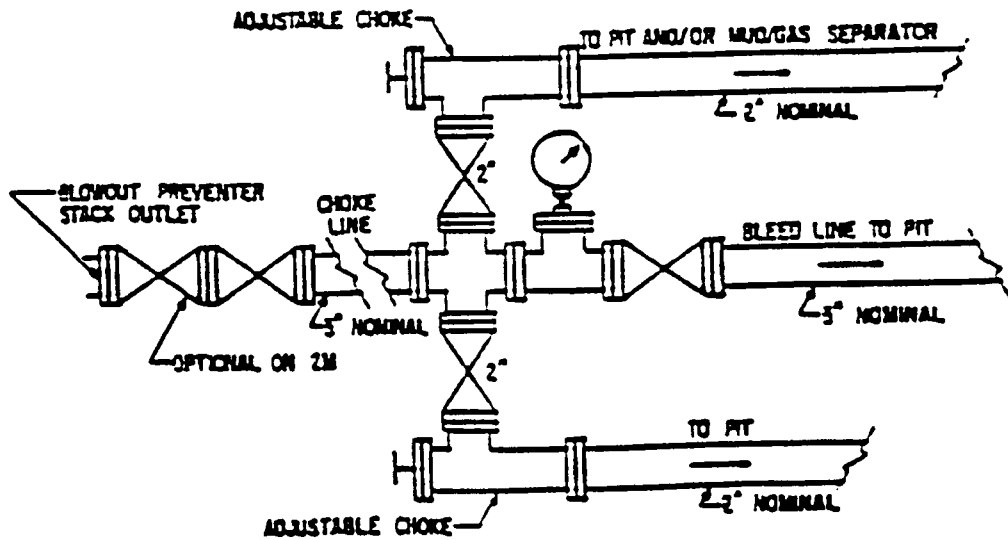 ADJUSTABLE CHOKE
TO PIT AND/OR MUD/GAS SEPARATOR
2" NOMINAL
2"
BLOWOUT PREVENTER
STACK OUTLET
CHOKE
LINE
BLEED LINE TO PIT
3" NOMINAL
3" NOMINAL
OPTIONAL ON 2M
2"
TO PIT
2" NOMINAL
ADJUSTABLE CHOKE